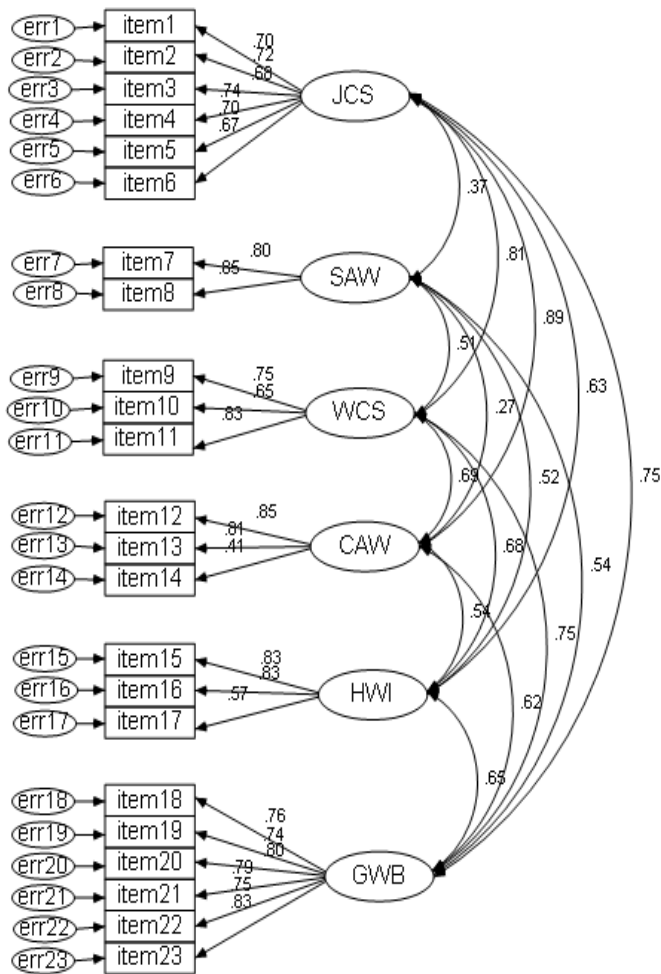 err1 item1
err2 item2
err3 item3
err4 item4
err5 item5
err6 item6
.70
.72
.68
.74
.70
.67
JCS
err7 item7
err8 item8
.80
.85
SAW
err9 item9
err10 item10
err11 item11
.75
.65
.83
WCS
err12 item12
err13 item13
err14 item14
.85
.81
.41
CAW
err15 item15
err16 item16
err17 item17
.83
.83
.57
HWI
err18 item18
err19 item19
err20 item20
err21 item21
err22 item22
err23 item23
.76
.74
.80
.79
.75
.83
GWB
.37
.81
.89
.63
.75
.51
.27
.52
.54
.69
.68
.75
.54
.62
.65